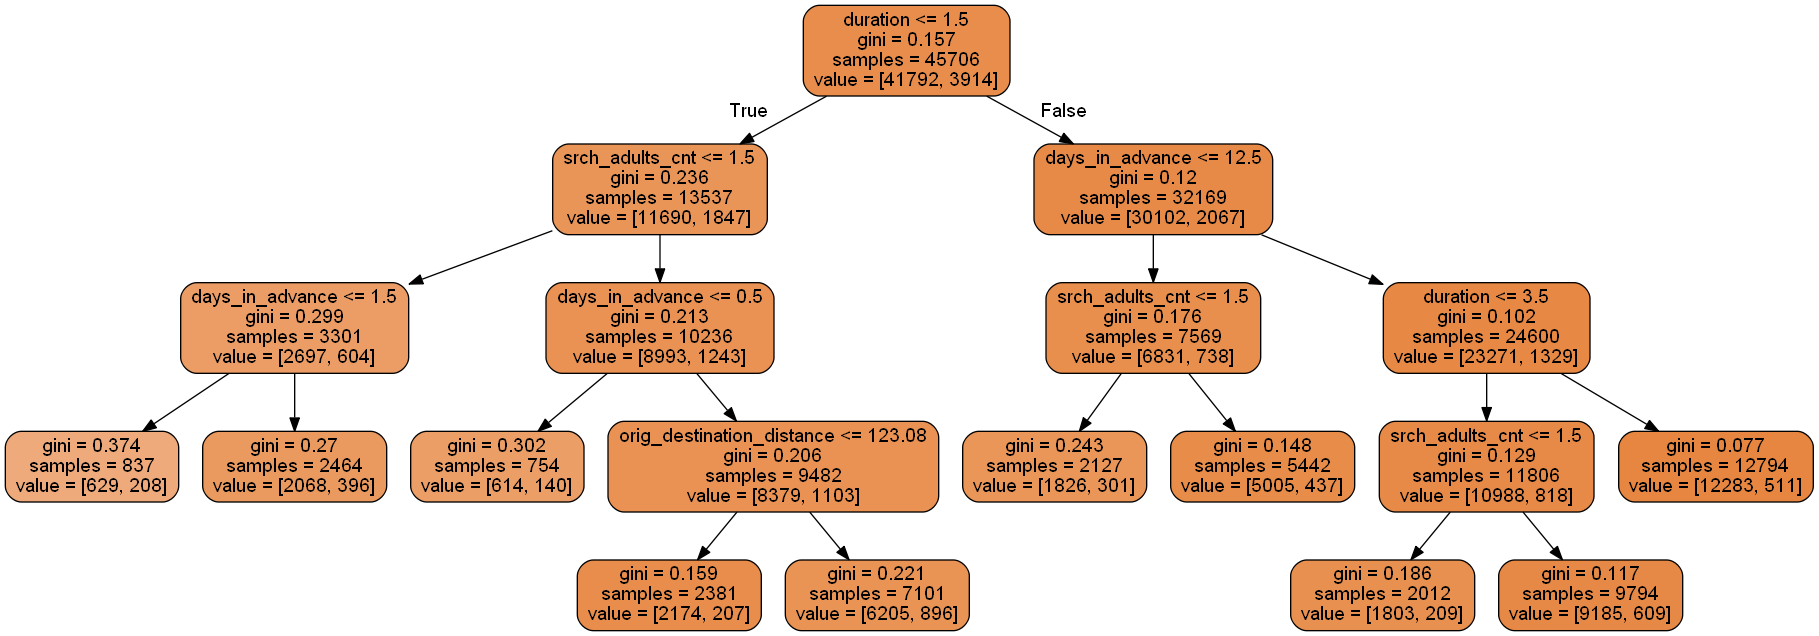 duration <= 1.5
gini = 0.157
samples = 45706
value = [41792, 3914]
True
False
srch_adults_cnt <= 1.5
gini = 0.236
samples = 13537
value = [11690, 1847]
days_in_advance <= 12.5
gini = 0.12
samples = 32169
value = [30102, 2067]
days_in_advance <= 1.5
gini = 0.299
samples = 3301
value = [2697, 604]
days_in_advance <= 0.5
gini = 0.213
samples = 10236
value = [8993, 1243]
srch_adults_cnt <= 1.5
gini = 0.176
samples = 7569
value = [6831, 738]
duration <= 3.5
gini = 0.102
samples = 24600
value = [23271, 1329]
gini = 0.374
samples = 837
value = [629, 208]
gini = 0.27
samples = 2464
value = [2068, 396]
gini = 0.302
samples = 754
value = [614, 140]
orig_destination_distance <= 123.08
gini = 0.206
samples = 9482
value = [8379, 1103]
gini = 0.243
samples = 2127
value = [1826, 301]
gini = 0.148
samples = 5442
value = [5005, 437]
srch_adults_cnt <= 1.5
gini = 0.129
samples = 11806
value = [10988, 818]
gini = 0.077
samples = 12794
value = [12283, 511]
gini = 0.159
samples = 2381
value = [2174, 207]
gini = 0.221
samples = 7101
value = [6205, 896]
gini = 0.186
samples = 2012
value = [1803, 209]
gini = 0.117
samples = 9794
value = [9185, 609]